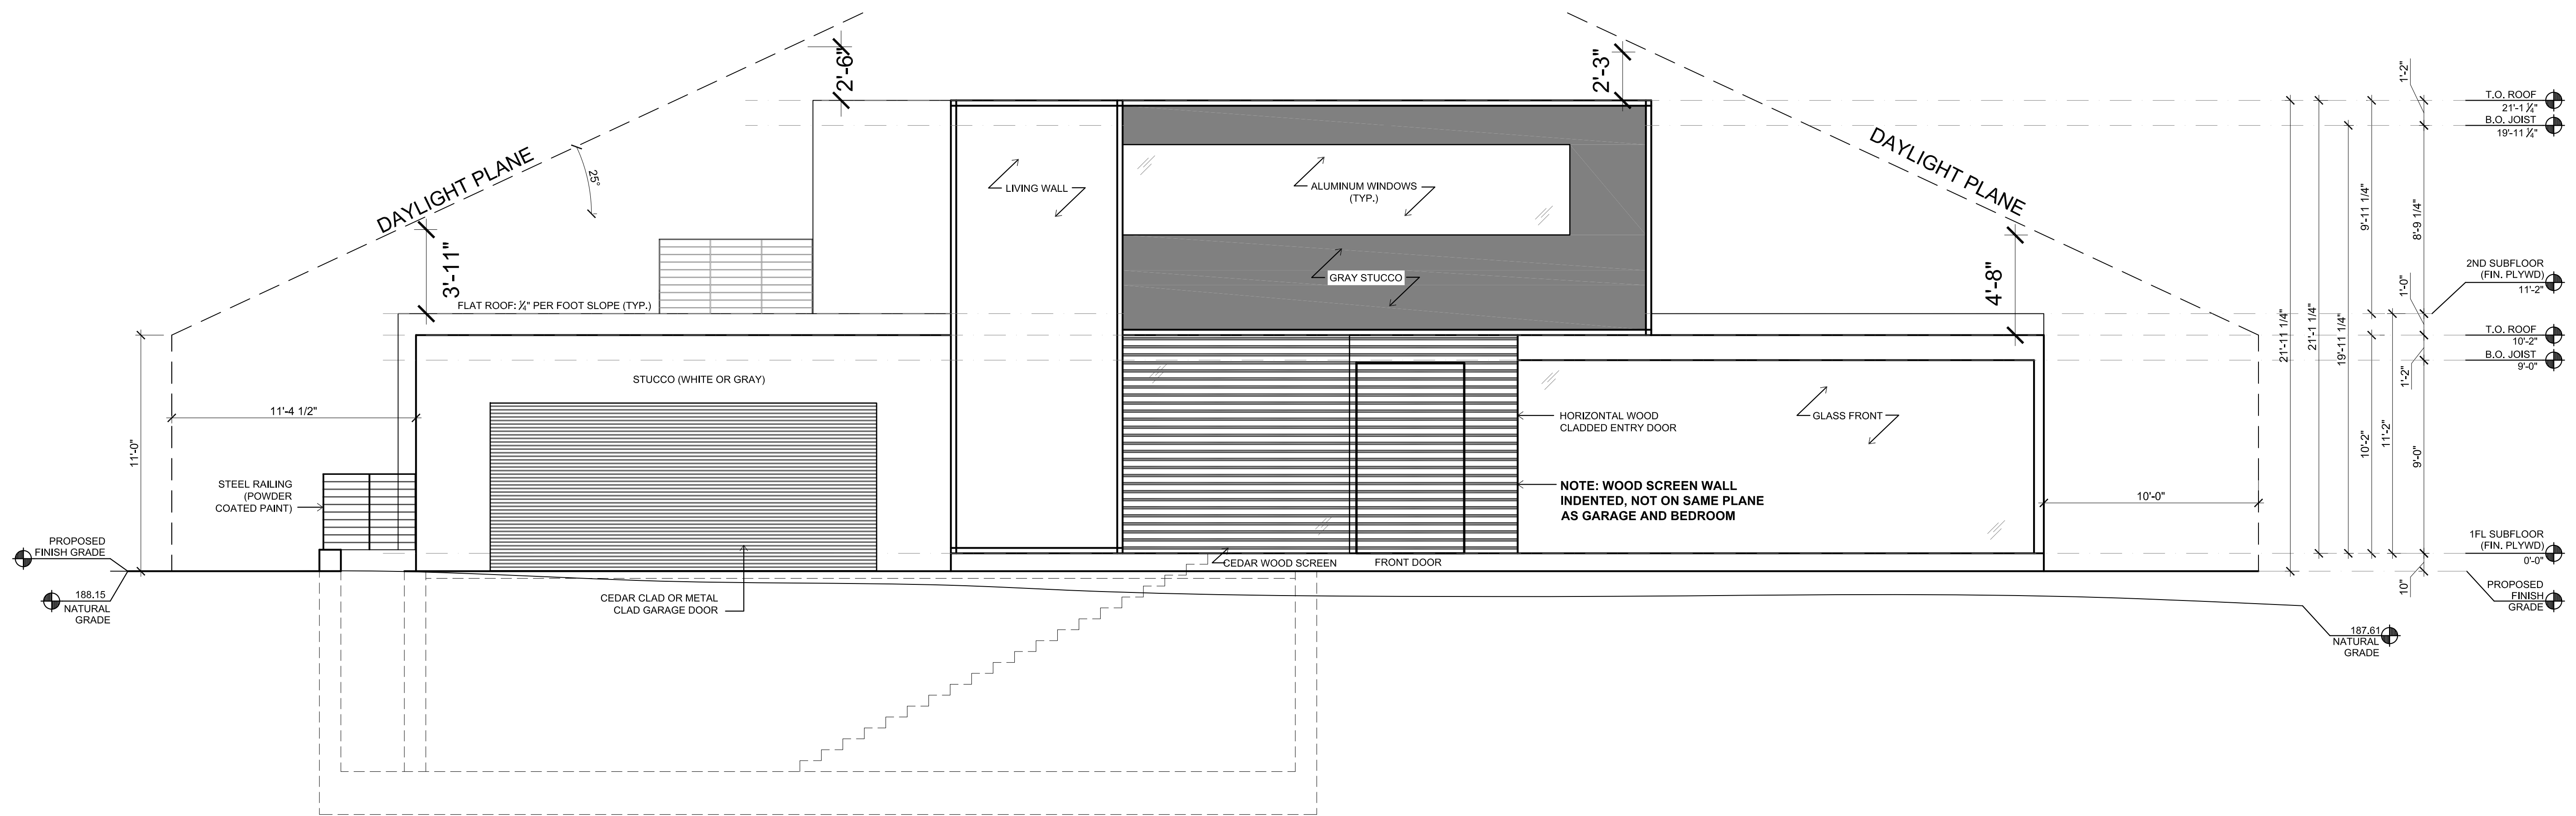 2'-6"
2'-3"
1'-2"
T.O. ROOF
21'-1 ¼"
B.O. JOIST
19'-11 ¼"
DAYLIGHT PLANE
25°
DAYLIGHT PLANE
LIVING WALL
ALUMINUM WINDOWS
(TYP.)
9'-11 1/4"
8'-9 1/4"
3'-11"
GRAY STUCCO
4'-8"
1'-0"
2ND SUBFLOOR
(FIN. PLYWD)
11'-2"
FLAT ROOF: ¼" PER FOOT SLOPE (TYP.)
21'-11 1/4"
21'-1 1/4"
19'-11 1/4"
T.O. ROOF
10'-2"
B.O. JOIST
9'-0"
1'-2"
STUCCO (WHITE OR GRAY)
11'-4 1/2"
11'-0"
HORIZONTAL WOOD
CLADDED ENTRY DOOR
GLASS FRONT
10'-2"
11'-2"
9'-0"
STEEL RAILING
(POWDER
COATED PAINT)
NOTE: WOOD SCREEN WALL
INDENTED, NOT ON SAME PLANE
AS GARAGE AND BEDROOM
10'-0"
PROPOSED
FINISH GRADE
CEDAR WOOD SCREEN
FRONT DOOR
1FL SUBFLOOR
(FIN. PLYWD)
0'-0"
10"
PROPOSED
FINISH
GRADE
188.15
NATURAL
GRADE
CEDAR CLAD OR METAL
CLAD GARAGE DOOR
187.61
NATURAL
GRADE